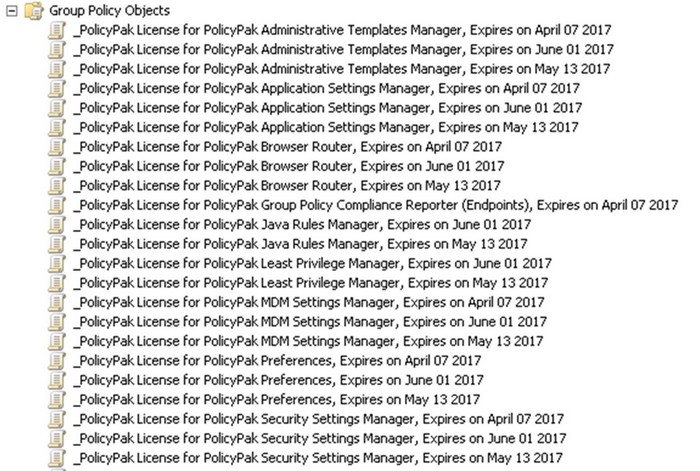 Group Policy Objects
_PolicyPak License for PolicyPak Administrative Templates Manager, Expires on April 07 2017
_PolicyPak License for PolicyPak Administrative Templates Manager, Expires on June 01 2017
_PolicyPak License for PolicyPak Administrative Templates Manager, Expires on May 13 2017
_PolicyPak License for PolicyPak Application Settings Manager, Expires on April 07 2017
_PolicyPak License for PolicyPak Application Settings Manager, Expires on June 01 2017
_PolicyPak License for PolicyPak Application Settings Manager, Expires on May 13 2017
_PolicyPak License for PolicyPak Browser Router, Expires on April 07 2017
_PolicyPak License for PolicyPak Browser Router, Expires on June 01 2017
_PolicyPak License for PolicyPak Browser Router, Expires on May 13 2017
_PolicyPak License for PolicyPak Group Policy Compliance Reporter (Endpoints), Expires on April 07 2017
_PolicyPak License for PolicyPak Java Rules Manager, Expires on June 01 2017
_PolicyPak License for PolicyPak Java Rules Manager, Expires on May 13 2017
_PolicyPak License for PolicyPak Least Privilege Manager, Expires on June 01 2017
_PolicyPak License for PolicyPak Least Privilege Manager, Expires on May 13 2017
_PolicyPak License for PolicyPak MDM Settings Manager, Expires on April 07 2017
_PolicyPak License for PolicyPak MDM Settings Manager, Expires on June 01 2017
_PolicyPak License for PolicyPak MDM Settings Manager, Expires on May 13 2017
_PolicyPak License for PolicyPak Preferences, Expires on April 07 2017
_PolicyPak License for PolicyPak Preferences, Expires on June 01 2017
_PolicyPak License for PolicyPak Preferences, Expires on May 13 2017
_PolicyPak License for PolicyPak Security Settings Manager, Expires on April 07 2017
_PolicyPak License for PolicyPak Security Settings Manager, Expires on June 01 2017
_PolicyPak License for PolicyPak Security Settings Manager, Expires on May 13 2017